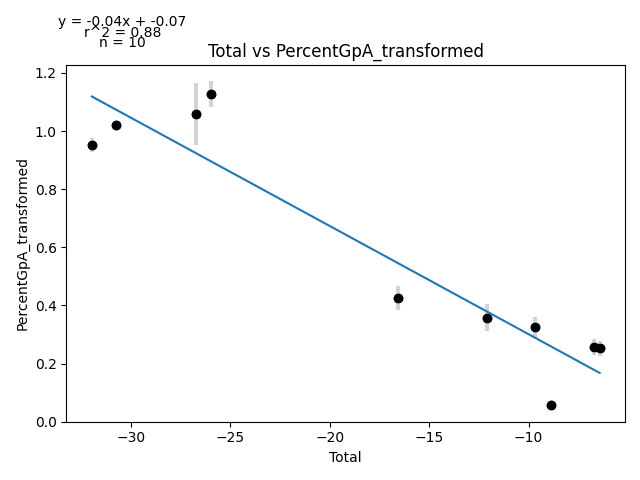 y = -0.04x + -0.07
r^2 = 0.88
n = 10
Total vs PercentGpA_transformed
1.2
1.0
0.8
0.6
0.4
0.2
0.0
PercentGpA_transformed
−30
−25
−20
−15
−10
Total